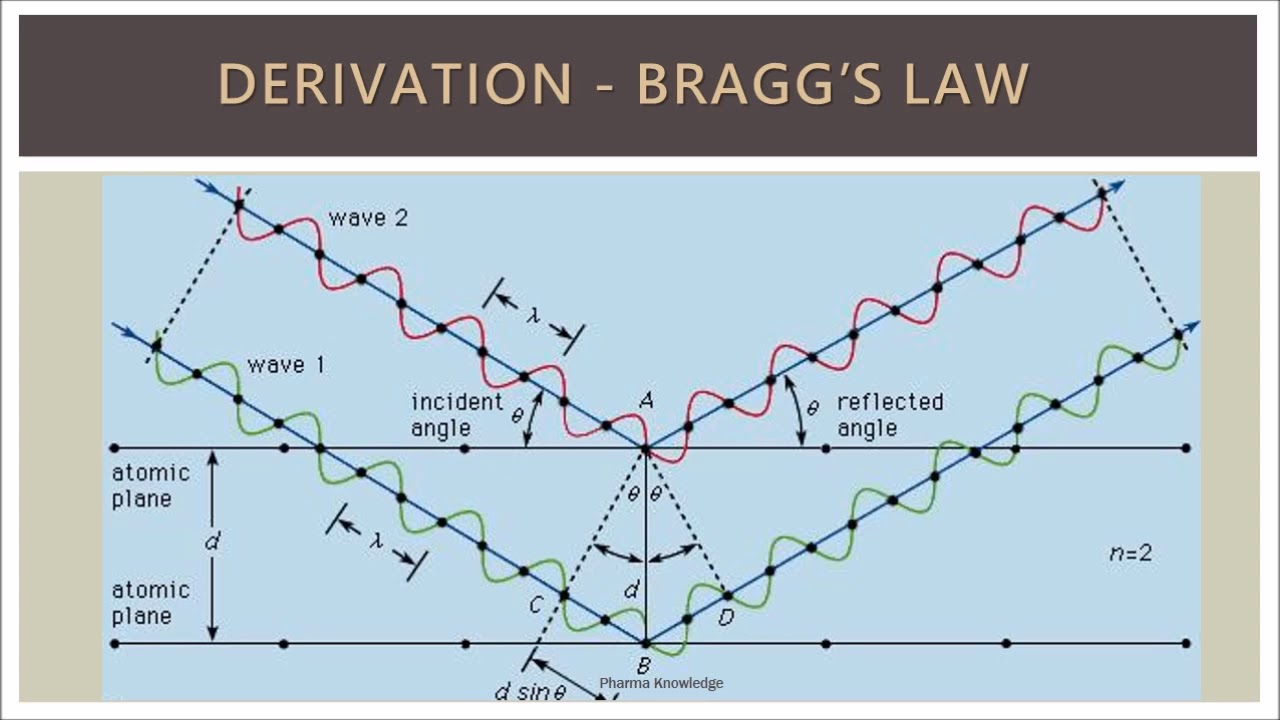 DERIVATION - BRAGG'S LAW
wave 2
λ
wave 1
incident
angle
θ
A
θ
reflected
angle
atomic
plane
θ θ
d
λ
n=2
atomic
plane
C
d
D
B
d sin θ
Pharma Knowledge